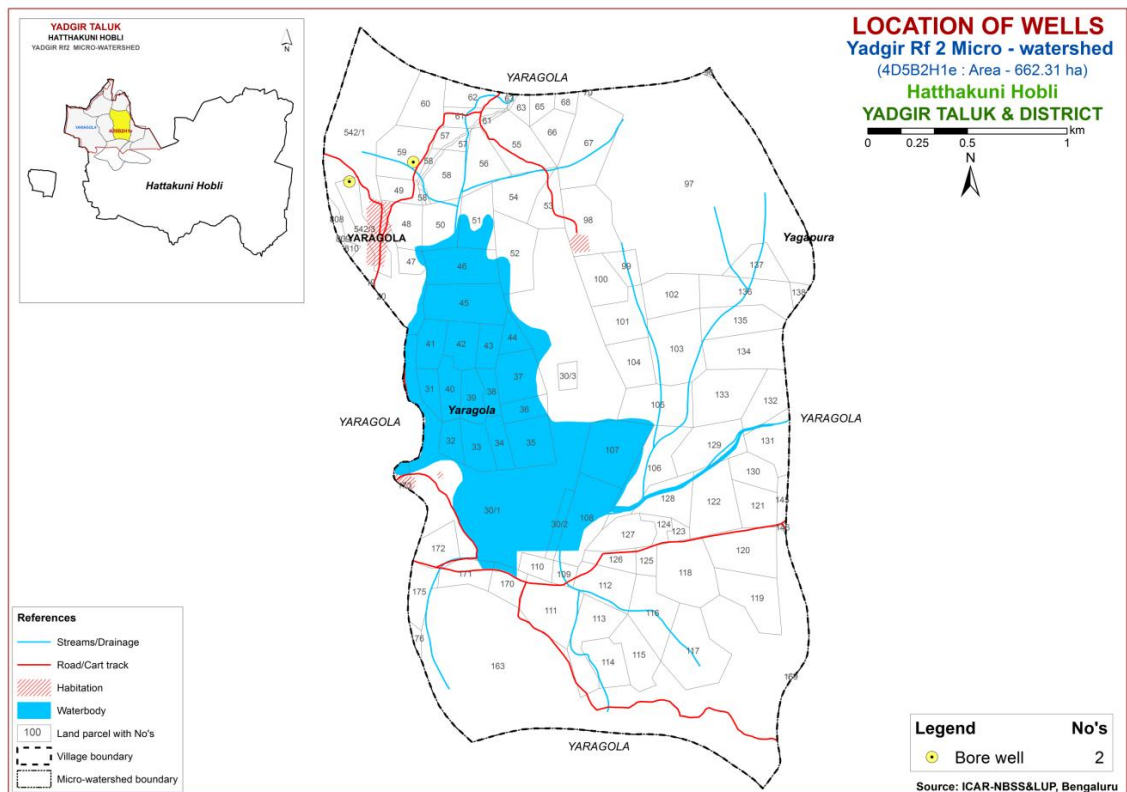 YADGIR TALUK
HATTAKUNI HOBLI
YADGIR Rf2 MICRO-WATERSHED
N
YARAGOLA
4D5B2H1e
Hattakuni Hobli
LOCATION OF WELLS
Yadgir Rf 2 Micro - watershed
(4D5B2H1e : Area - 662.31 ha)
Hatthakuni Hobli
YADGIR TALUK & DISTRICT
0 0.25 0.5 1
km
N
YARAGOLA
62
60
61
61
63
65
68
66
67
542/1
57
57
55
59
58
56
58
97
49
58
54
53
808
48
50
51
98
542/3
YARAGOLA
810
Yagapura
47
46
52
99
137
20
100
102
136
138
45
101
135
41
42
43
44
103
134
104
30/3
37
31
40
38
39
133
132
105
36
Yaragola
YARAGOLA
YARAGOLA
32
33
34
35
107
129
131
106
130
128
122
121
30/1
30/2
108
124
123
127
172
126
125
120
110
109
118
171
170
112
175
119
111
113
116
117
163
114
115
169
YARAGOLA
References
Streams/Drainage
Road/Cart track
Habitation
Waterbody
100 Land parcel with No's
Village boundary
Micro-watershed boundary
Legend No's
Bore well 2
Source: ICAR-NBSS&LUP, Bengaluru